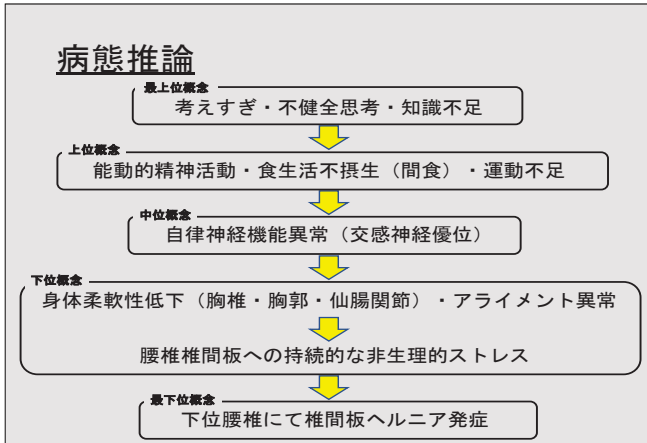 病態推論
最上位概念
考えすぎ・不健全思考・知識不足
上位概念
能動的精神活動・食生活不摂生（間食）・運動不足
中位概念
自律神経機能異常（交感神経優位）
下位概念
身体柔軟性低下（胸椎・胸郭・仙腸関節）・アライメント異常
腰椎椎間板への持続的な非生理的ストレス
最下位概念
下位腰椎にて椎間板ヘルニア発症